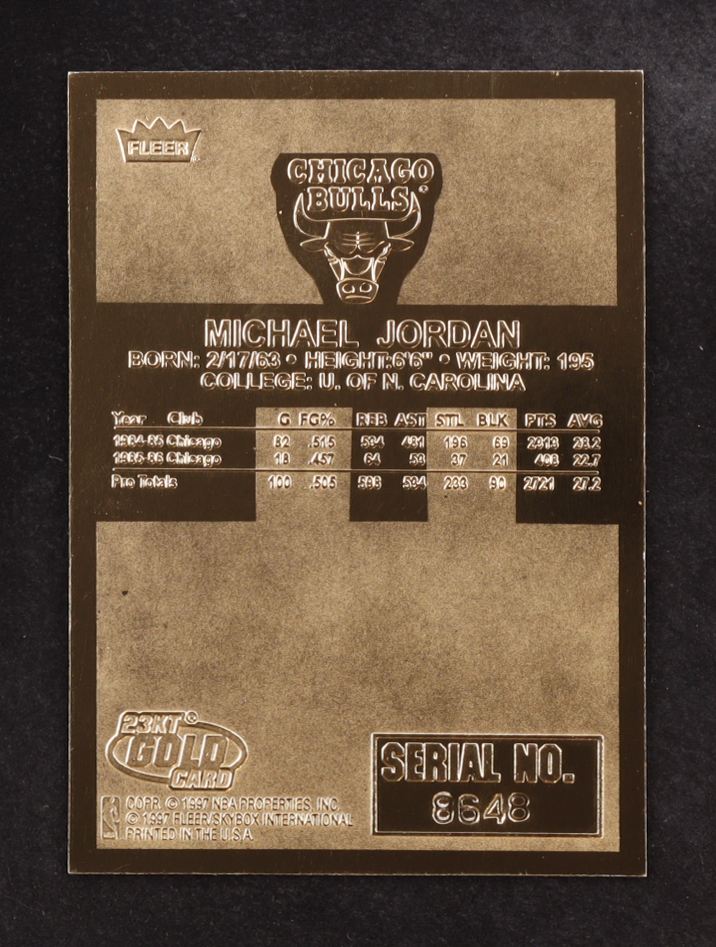 FLEER
CHICAGO
BULLS
MICHAEL JORDAN
BORN: 2/17/63 • HEIGHT:6'6" • WEIGHT: 195
COLLEGE: U. OF N. CAROLINA
Year Club G FG% REB AST STL BLK PTS AVG
1984-85 Chicago 82 .515 534 481 196 69 2313 28.2
1985-86 Chicago 18 .457 64 53 37 21 408 22.7
Pro Totals 100 .505 598 534 233 90 2721 27.2
23KT®
GOLD
CARD
SERIAL NO.
8648
COPR. © 1997 NBA PROPERTIES, INC.
© 1997 FLEER/SKYBOX INTERNATIONAL
PRINTED IN THE U.S.A